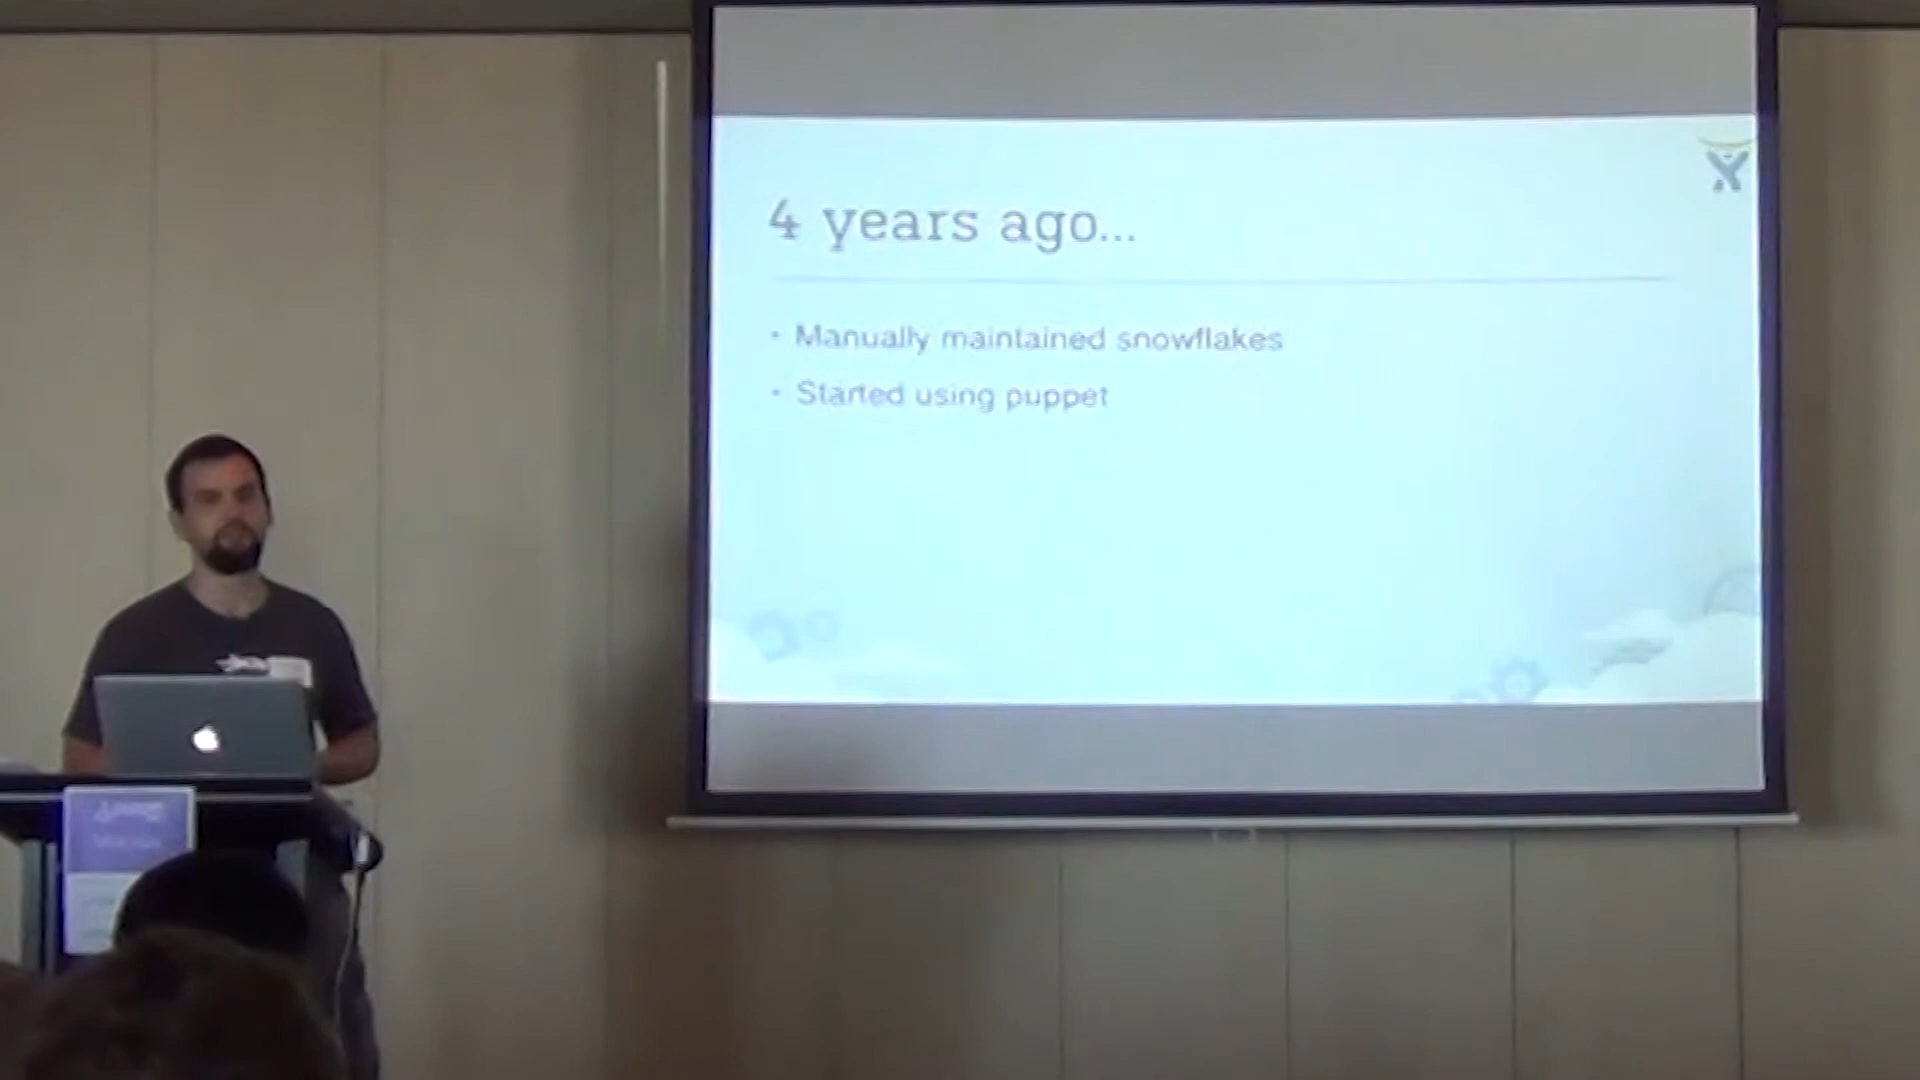 4 years ago...
• Manually maintained snowflakes
• Started using puppet